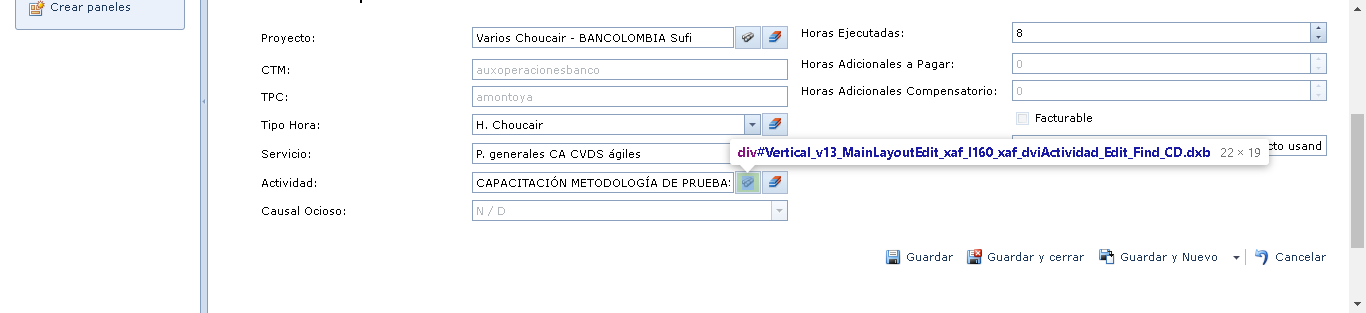 Crear paneles
Proyecto:
Varios Choucair - BANCOLOMBIA Sufi
CTM:
auxoperacionesbanco
TPC:
amontoya
Tipo Hora:
H. Choucair
Servicio:
P. generales CA CVDS ágiles
Actividad:
CAPACITACIÓN METODOLOGÍA DE PRUEBA
Causal Ocioso:
N / D
Horas Ejecutadas:
8
Horas Adicionales a Pagar:
0
Horas Adicionales Compensatorio:
0
Facturable
cto usand
div#Vertical_v13_MainLayoutEdit_xaf_l160_xaf_dviActividad_Edit_Find_CD.dxb 22 × 19
Guardar
Guardar y cerrar
Guardar y Nuevo
Cancelar